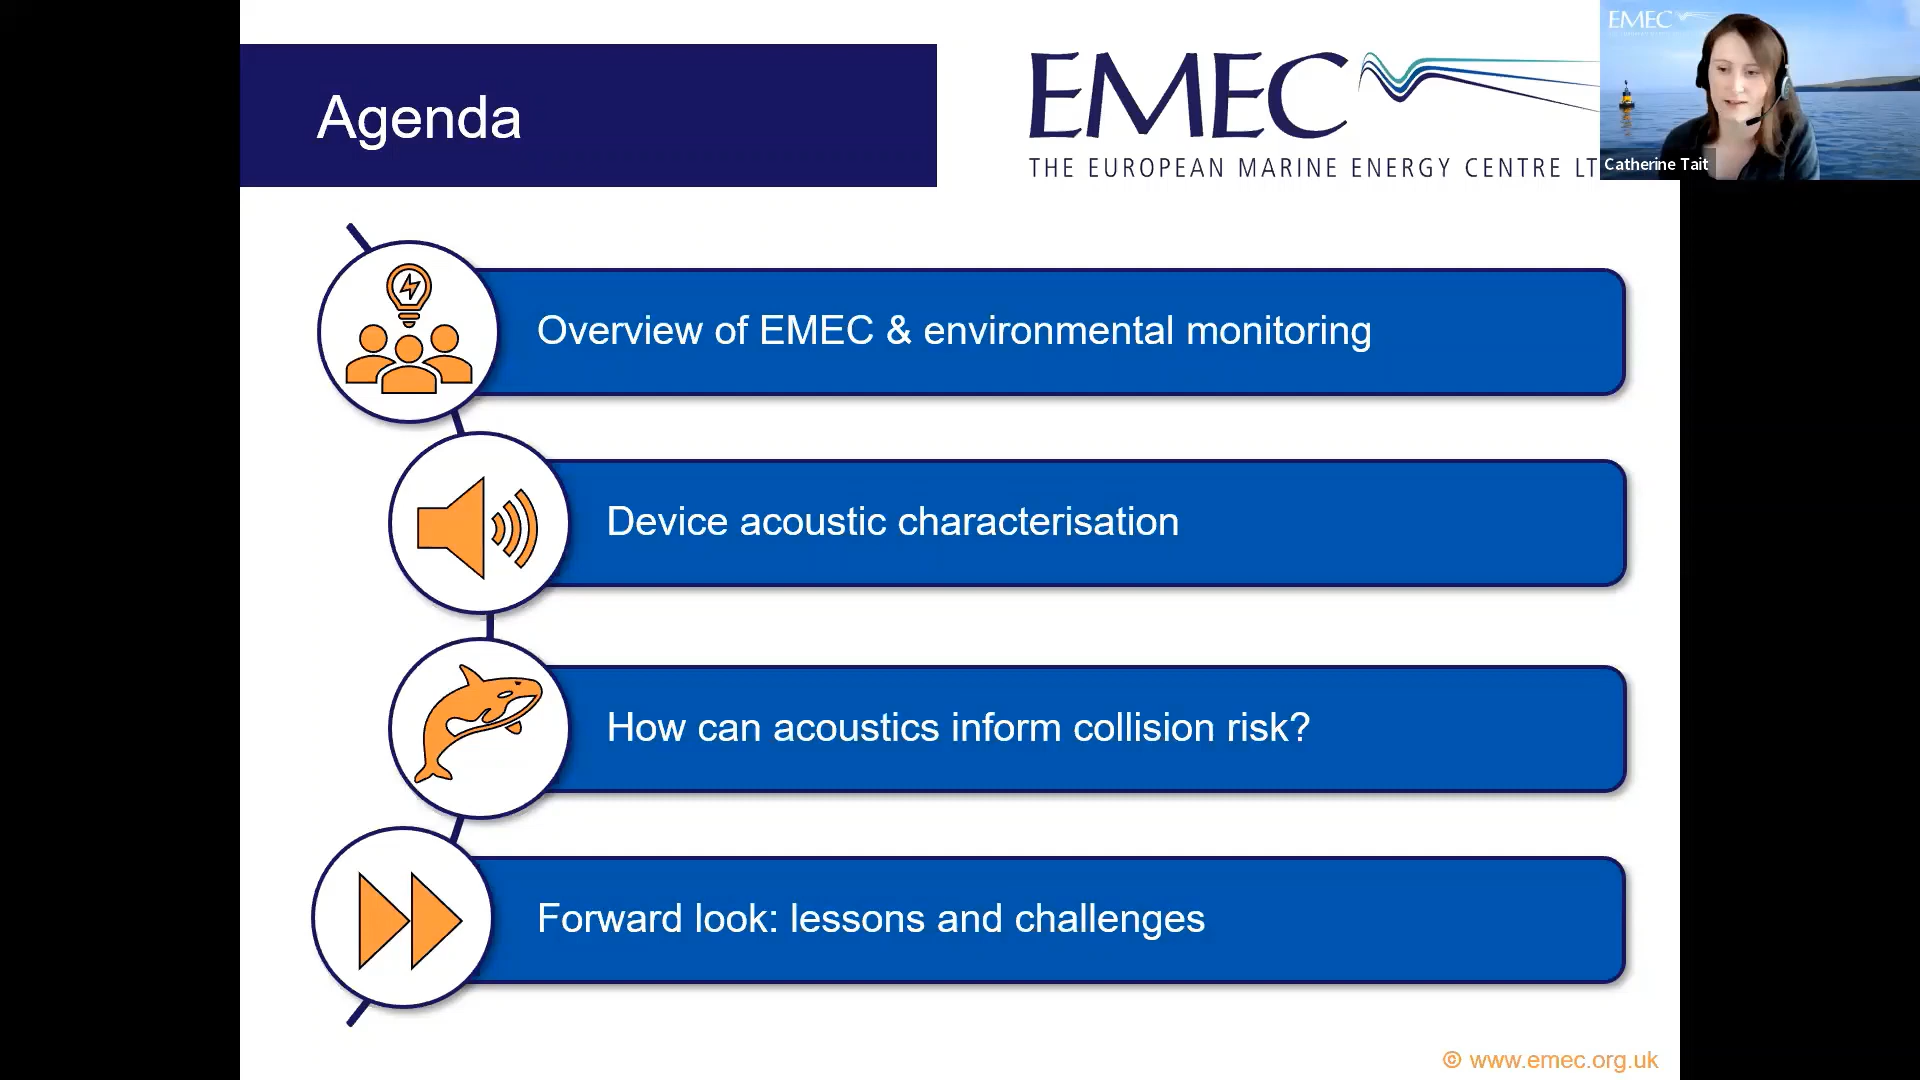 Agenda
EMEC
THE EUROPEAN MARINE ENERGY CENTRE LT
EMEC
Catherine Tait
Overview of EMEC & environmental monitoring
Device acoustic characterisation
How can acoustics inform collision risk?
Forward look: lessons and challenges
© www.emec.org.uk